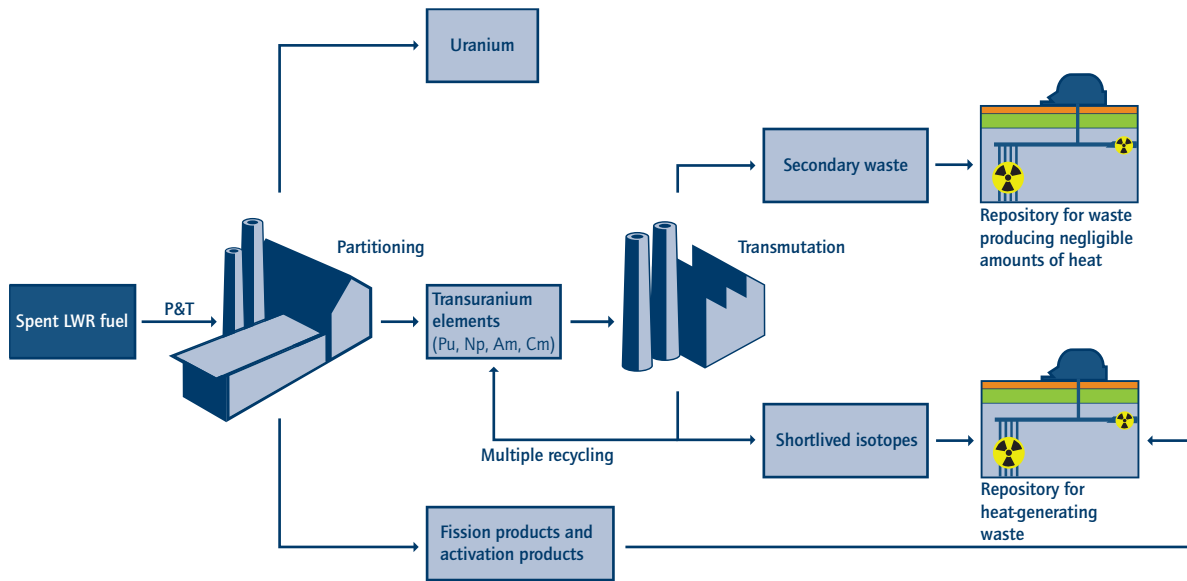 Uranium
Secondary waste
Repository for waste
producing negligible
amounts of heat
Partitioning
Transmutation
Spent LWR fuel
P&T
Transuranium
elements
(Pu, Np, Am, Cm)
Multiple recycling
Shortlived isotopes
Repository for
heat-generating
waste
Fission products and
activation products